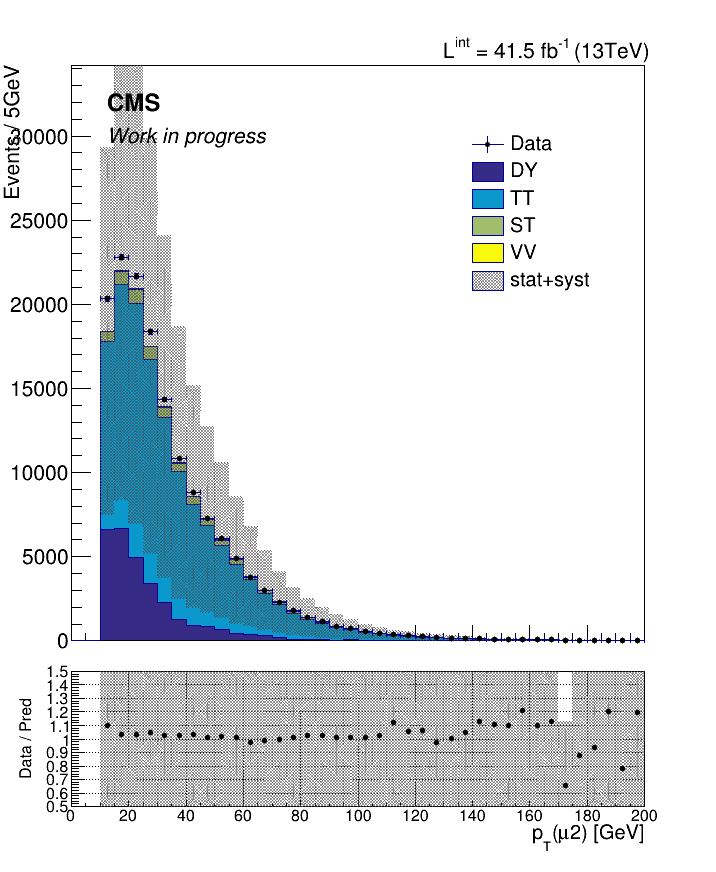 L^int = 41.5 fb^-1 (13TeV)
Events / 5GeV
CMS
Work in progress
30000
25000
20000
15000
10000
5000
0
Data
DY
TT
ST
VV
stat+syst
Data / Pred
1.5
1.4
1.3
1.2
1.1
1
0.9
0.8
0.7
0.6
0.5
0 20 40 60 80 100 120 140 160 180 200
p_T(μ2) [GeV]